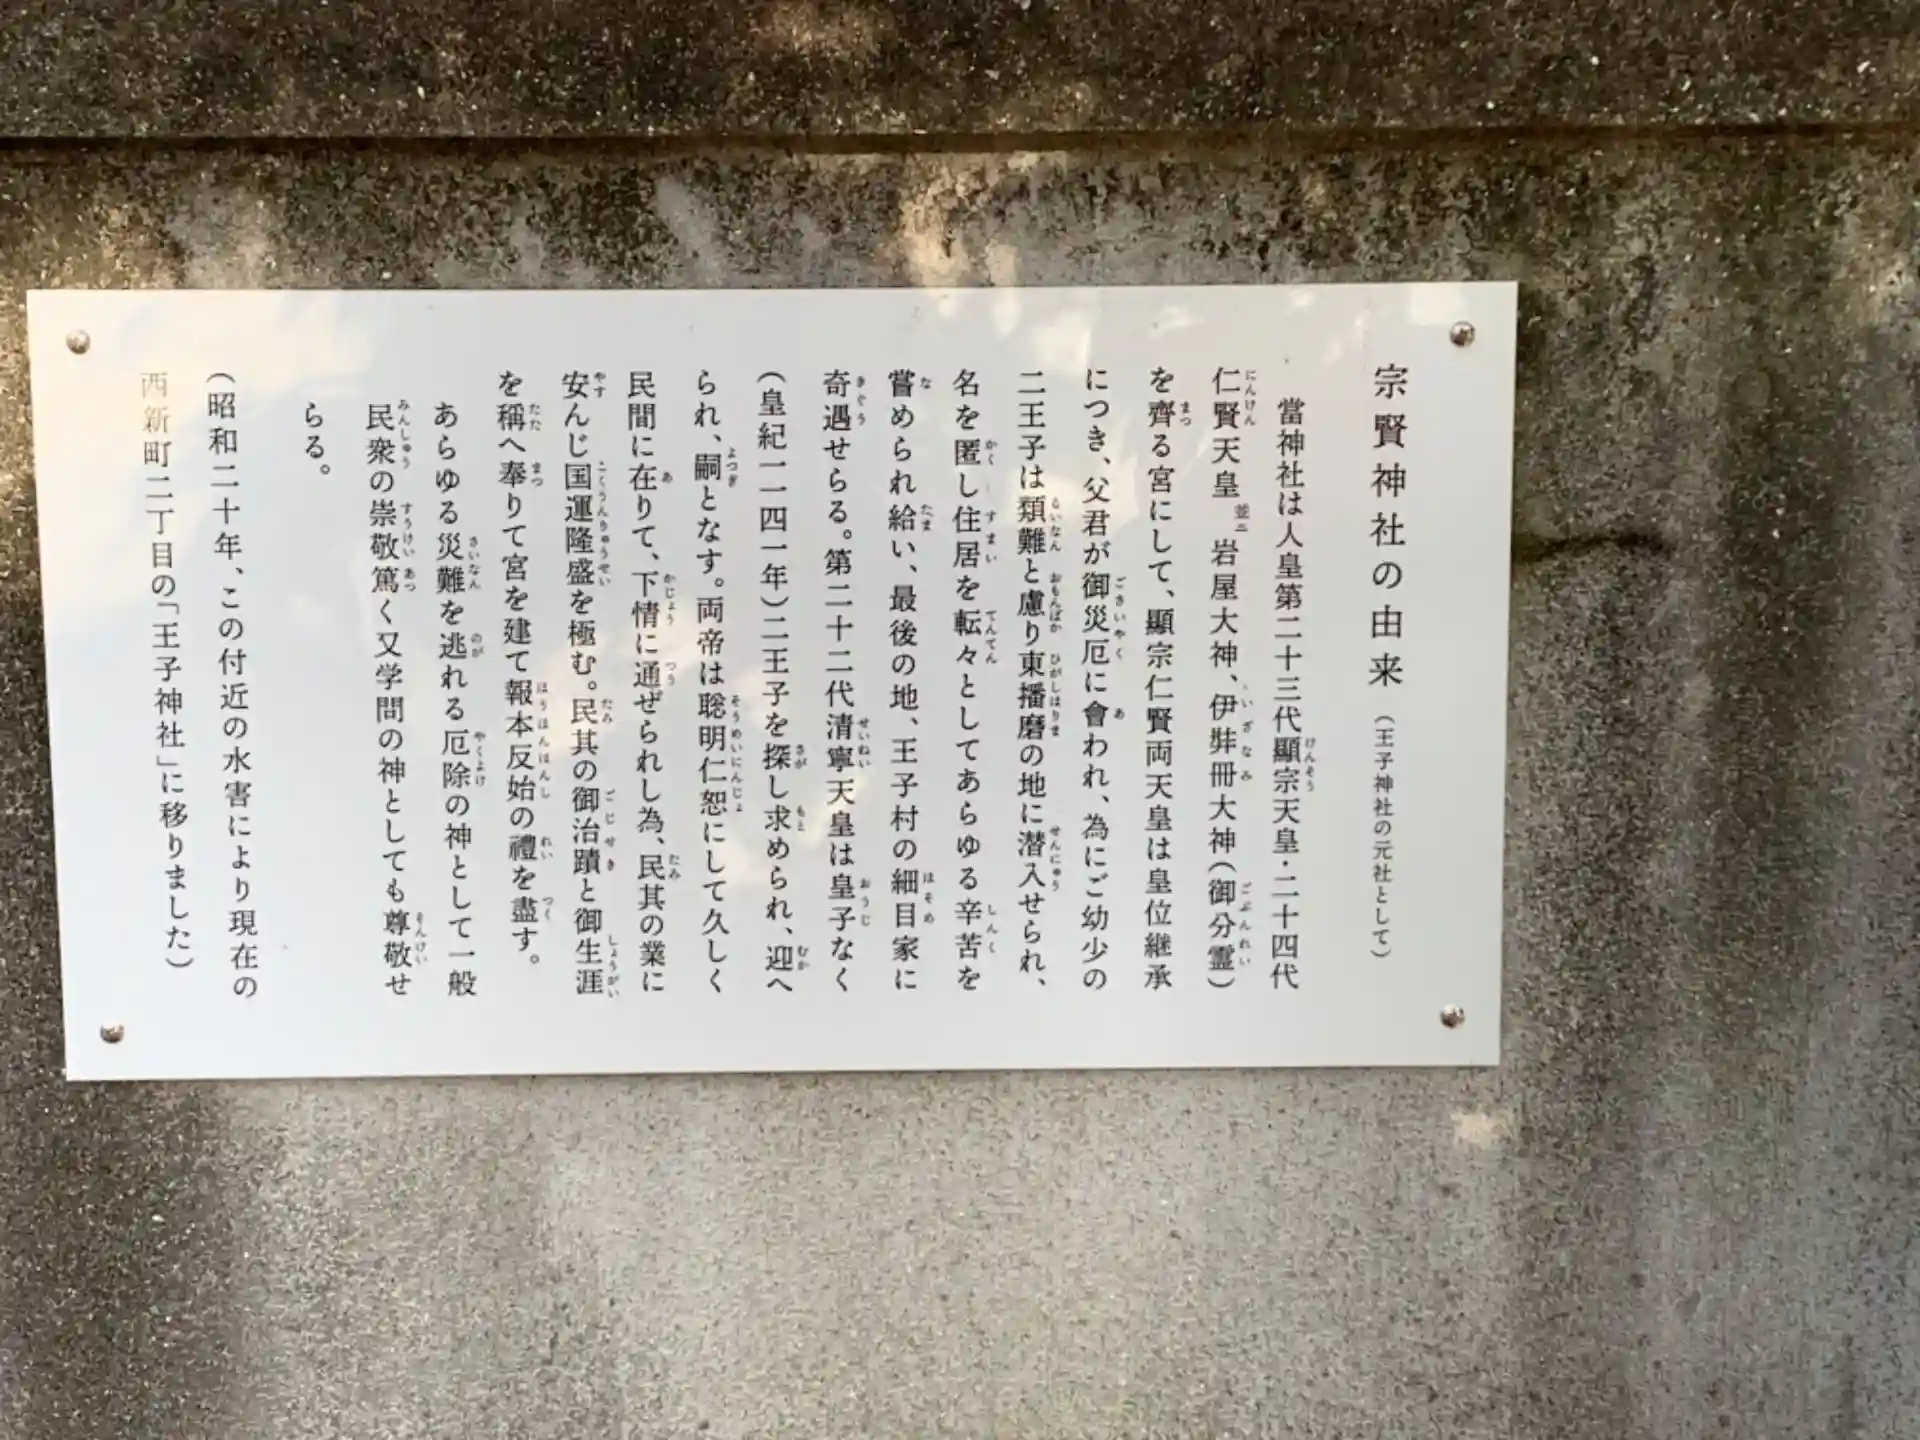 宗賢神社の由来（王子神社の元社として）
當神社は人皇第二十三代顯宗天皇・二十四代
仁賢天皇 並ニ 岩屋大神、伊弉冊大神（御分霊）
を齊る宮にして、顯宗仁賢両天皇は皇位継承
につき、父君が御災厄に會われ、為にご幼少の
二王子は類難と慮り東播磨の地に潜入せられ、
名を匿し住居を転々としてあらゆる辛苦を
嘗められ給い、最後の地、王子村の細目家に
奇遇せらる。第二十二代清寧天皇は皇子なく
（皇紀一一四一年）二王子を探し求められ、迎へ
られ、嗣となす。両帝は聡明仁恕にして久しく
民間に在りて、下情に通ぜられし為、民其の業に
安んじ国運隆盛を極む。民其の御治蹟と御生涯
を稱へ奉りて宮を建て報本反始の禮を盡す。
あらゆる災難を逃れる厄除の神として一般
民衆の崇敬篤く又学問の神としても尊敬せ
らる。
（昭和二十年、この付近の水害により現在の
西新町二丁目の「王子神社」に移りました）